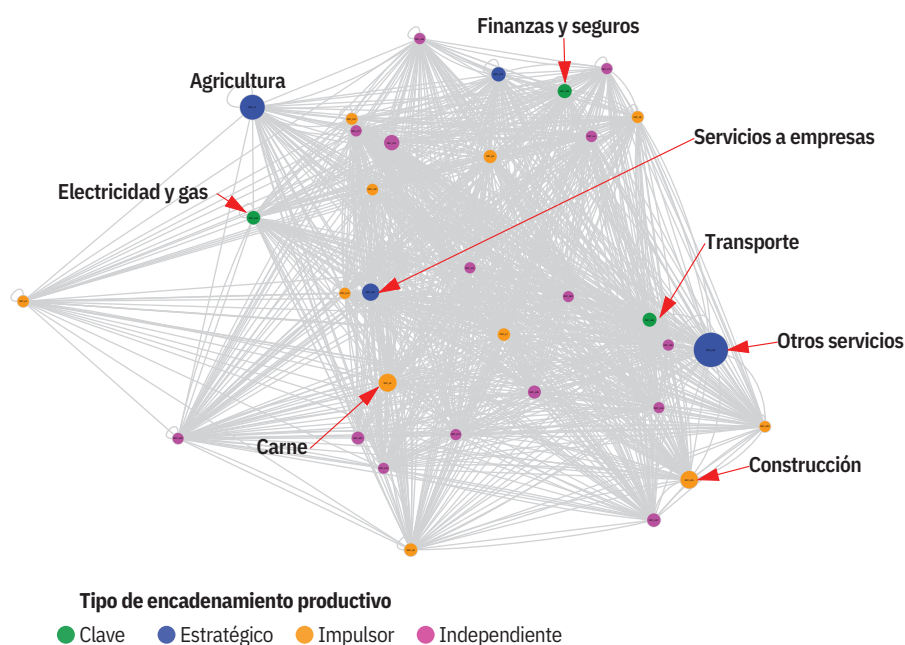 Finanzas y seguros
Agricultura
Servicios a empresas
Electricidad y gas
Transporte
Otros servicios
Carne
Construcción
Tipo de encadenamiento productivo
Clave Estratégico Impulsor Independiente